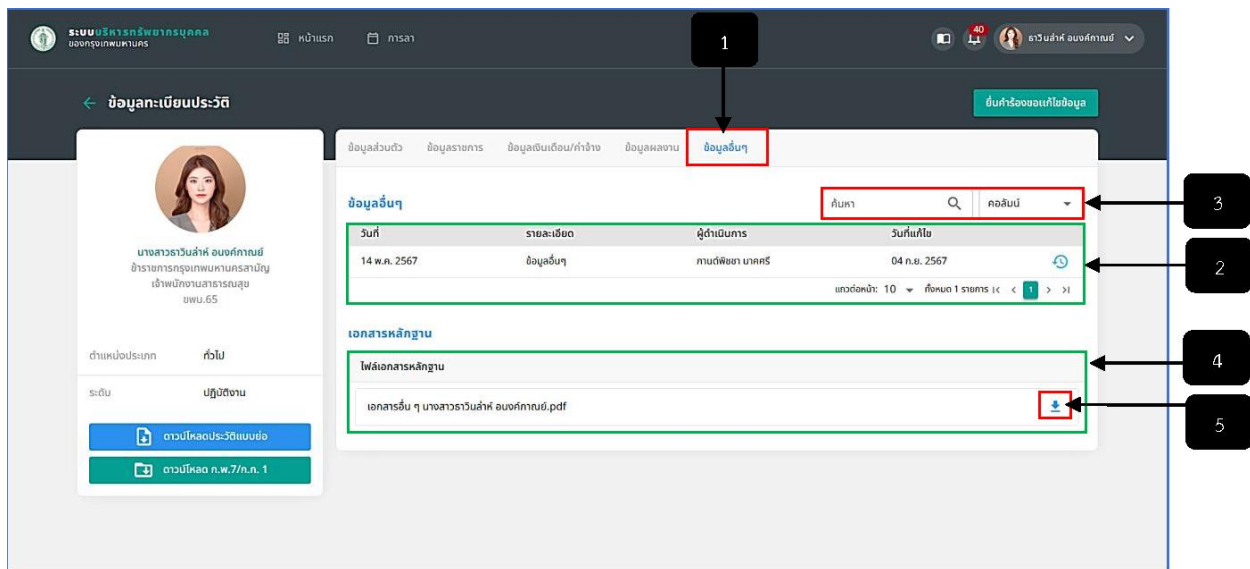 ระบบบริหารทรัพยากรบุคคล
ของกรุงเทพมหานคร
หน้าแรก
การลา
1
40
ธาวินล่าห์ อนงค์กาณย์
ข้อมูลทะเบียนประวัติ
ยื่นคำร้องขอแก้ไขข้อมูล
ข้อมูลส่วนตัว ข้อมูลราชการ ข้อมูลเงินเดือน/ค่าจ้าง ข้อมูลผลงาน ข้อมูลอื่นๆ
นางสาวธาวินล่าห์ อนงค์กาณย์
ข้าราชการกรุงเทพมหานครสามัญ
เจ้าพนักงานสาธารณสุข
ขพน.65
ตำแหน่งประเภท ทั่วไป
ระดับ ปฏิบัติงาน
ดาวน์โหลดประวัติแบบย่อ
ดาวน์โหลด ก.พ.7/ก.ก. 1
ข้อมูลอื่นๆ
ค้นหา
คอลัมน์
3
วันที่ รายละเอียด ผู้ดำเนินการ วันที่แก้ไข
14 พ.ค. 2567 ข้อมูลอื่นๆ กานต์พิชชา นาคศรี 04 ก.ย. 2567
2
แถวต่อหน้า: 10 ทั้งหมด 1 รายการ 1
เอกสารหลักฐาน
ไฟล์เอกสารหลักฐาน
4
เอกสารอื่น ๆ นางสาวธาวินล่าห์ อนงค์กาณย์.pdf
5